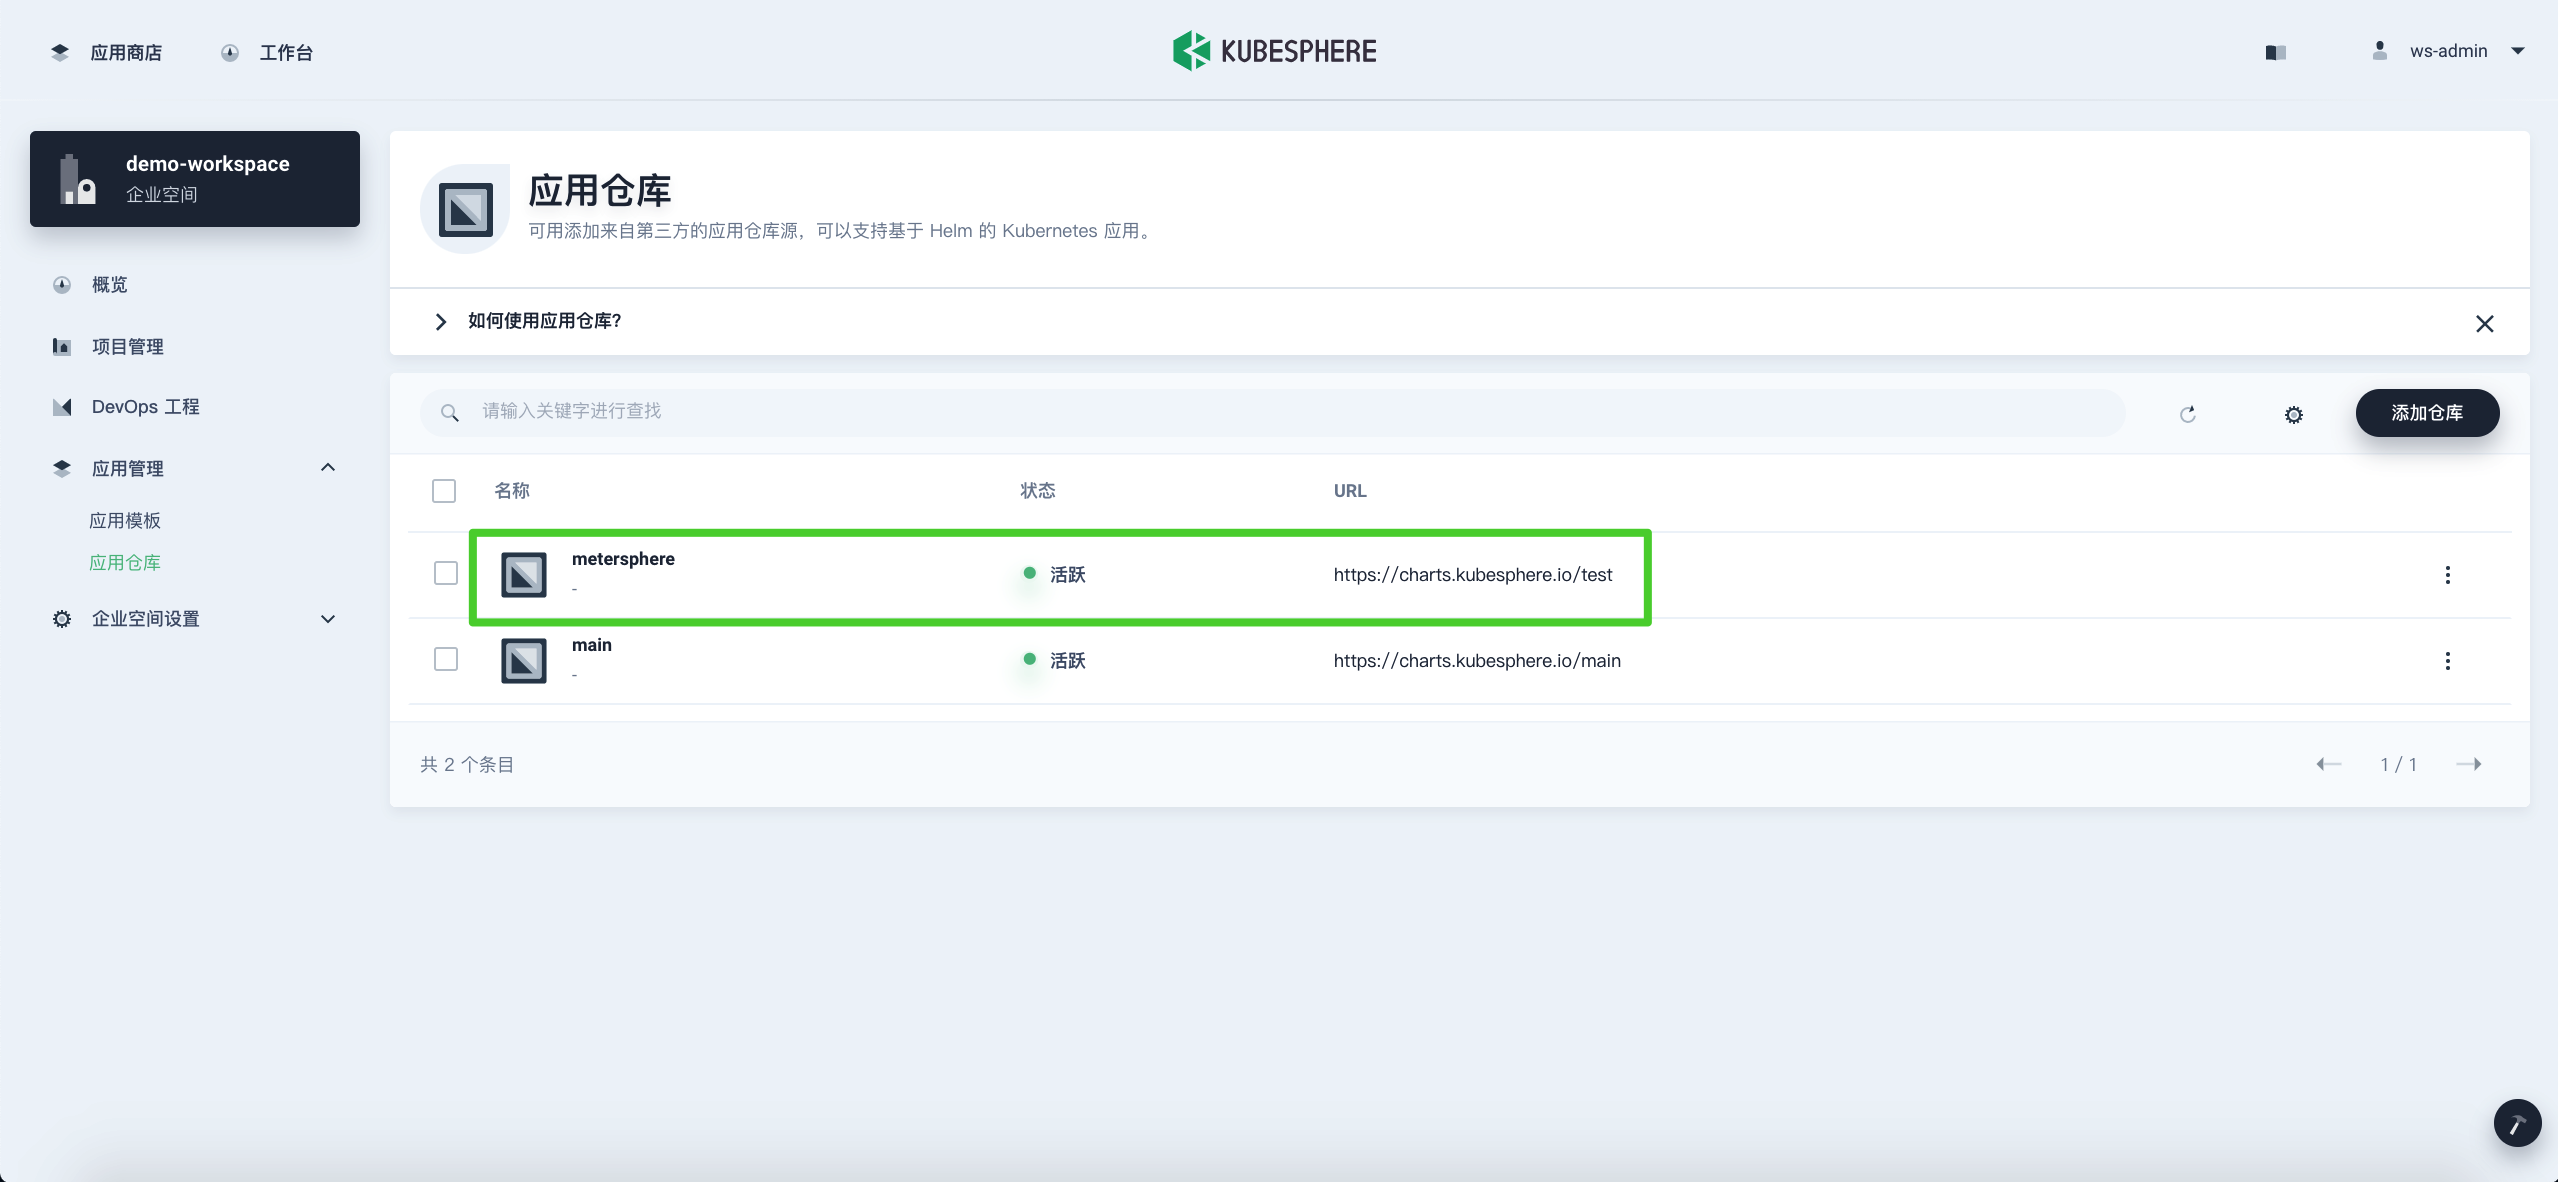 应用商店
工作台
KUBESPHERE
ws-admin
demo-workspace
企业空间
概览
项目管理
DevOps 工程
应用管理
应用模板
应用仓库
企业空间设置
应用仓库
可用添加来自第三方的应用仓库源，可以支持基于 Helm 的 Kubernetes 应用。
如何使用应用仓库?
请输入关键字进行查找
添加仓库
名称 状态 URL
metersphere
-
活跃
https://charts.kubesphere.io/test
main
-
活跃
https://charts.kubesphere.io/main
共 2 个条目
1 / 1